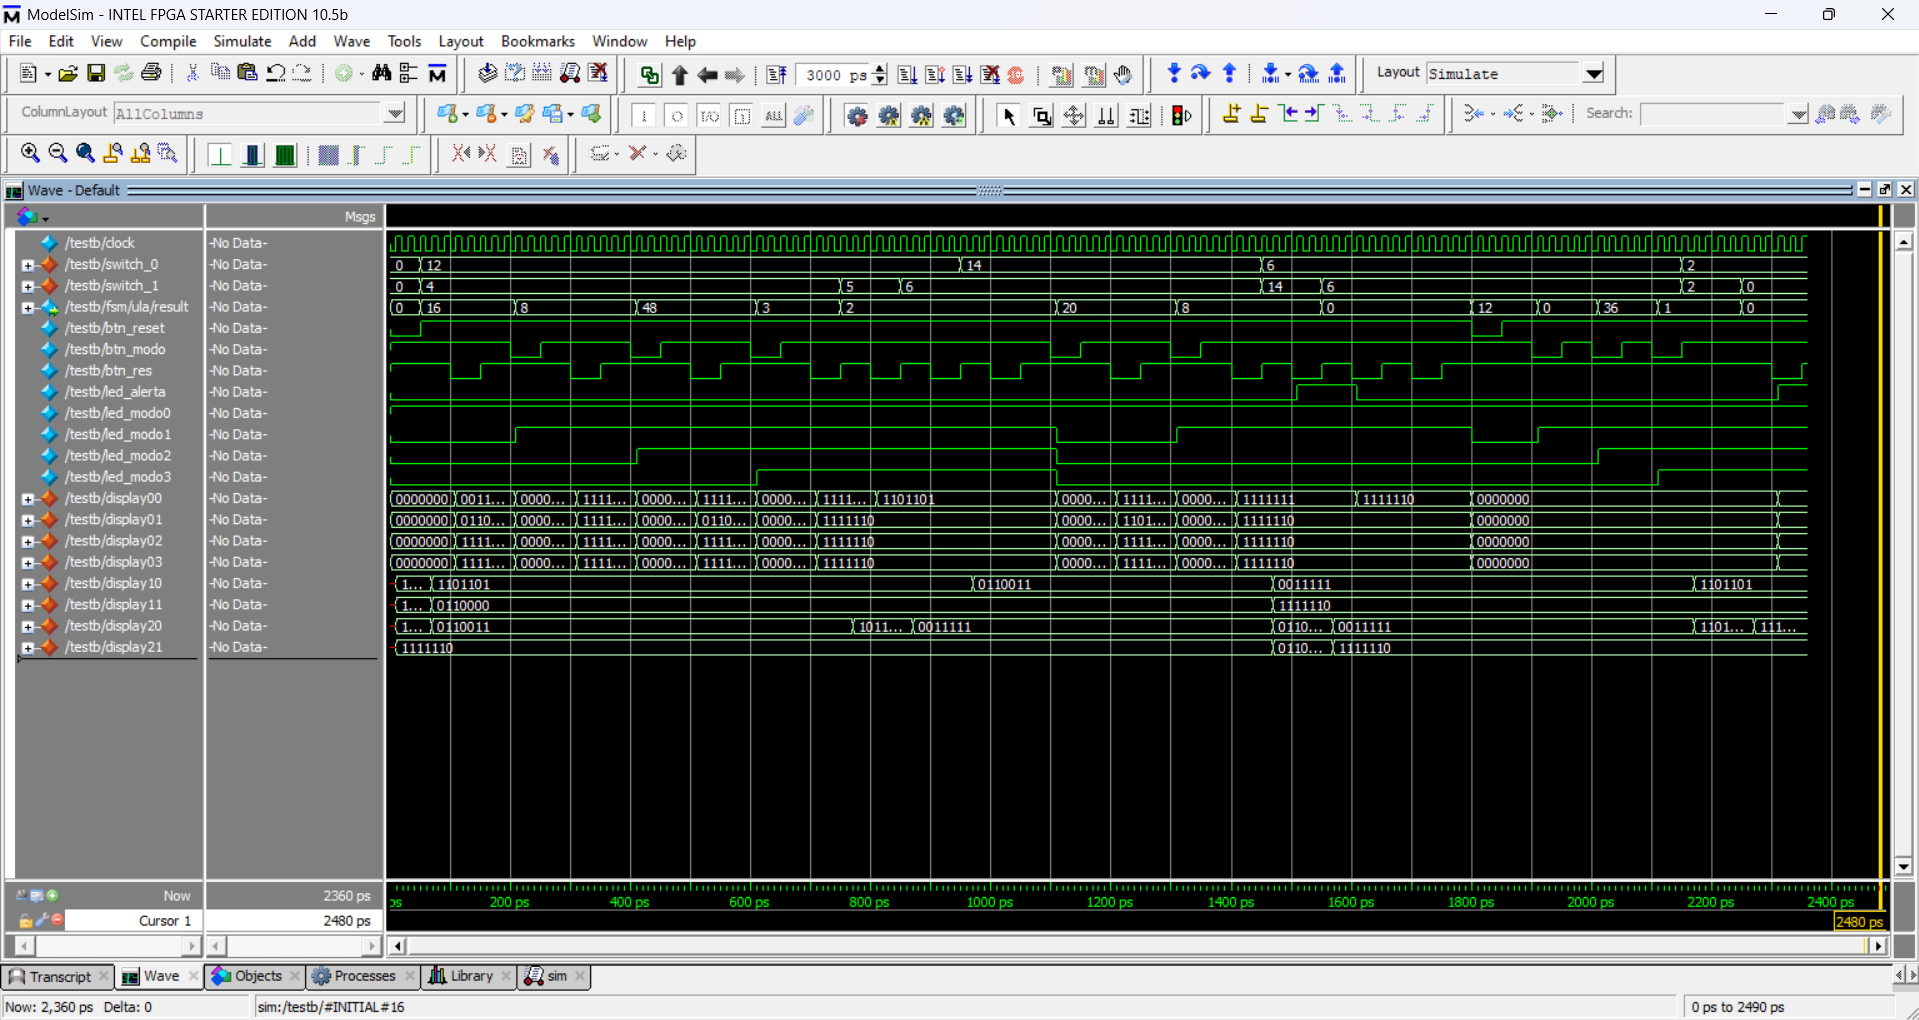 ModelSim - INTEL FPGA STARTER EDITION 10.5b
File Edit View Compile Simulate Add Wave Tools Layout Bookmarks Window Help
3000 ps
Layout Simulate
ColumnLayout AllColumns
Search:
Wave - Default
Msgs
/testb/clock -No Data-
/testb/switch_0 -No Data- 0 12 14 6 2
/testb/switch_1 -No Data- 0 4 5 6 14 6 2 0
/testb/fsm/ula/result -No Data- 0 16 8 48 3 2 20 8 0 12 0 36 1 0
/testb/btn_reset -No Data-
/testb/btn_modo -No Data-
/testb/btn_res -No Data-
/testb/led_alerta -No Data-
/testb/led_modo0 -No Data-
/testb/led_modo1 -No Data-
/testb/led_modo2 -No Data-
/testb/led_modo3 -No Data-
/testb/display00 -No Data- 0000000 0011... 0000... 1111... 0000... 1111... 0000... 1111... 1101101 0000... 1111... 0000... 1111111 1111110 0000000
/testb/display01 -No Data- 0000000 0110... 0000... 1111... 0000... 0110... 0000... 1111110 0000... 1101... 0000... 1111110 0000000
/testb/display02 -No Data- 0000000 1111... 0000... 1111... 0000... 1111... 0000... 1111110 0000... 1111... 0000... 1111110 0000000
/testb/display03 -No Data- 0000000 1111... 0000... 1111... 0000... 1111... 0000... 1111110 0000... 1111... 0000... 1111110 0000000
/testb/display10 -No Data- 1... 1101101 0110011 0011111 1101101
/testb/display11 -No Data- 1... 0110000 1111110
/testb/display20 -No Data- 1... 0110011 1011... 0011111 0110... 0011111 1101... 111...
/testb/display21 -No Data- 1111110 0110... 1111110
Now 2360 ps
ps 200 ps 400 ps 600 ps 800 ps 1000 ps 1200 ps 1400 ps 1600 ps 1800 ps 2000 ps 2200 ps 2400 ps
Cursor 1 2480 ps
2480 ps
Transcript Wave Objects Processes Library sim
Now: 2,360 ps Delta: 0 sim:/testb/#INITIAL#16 0 ps to 2490 ps